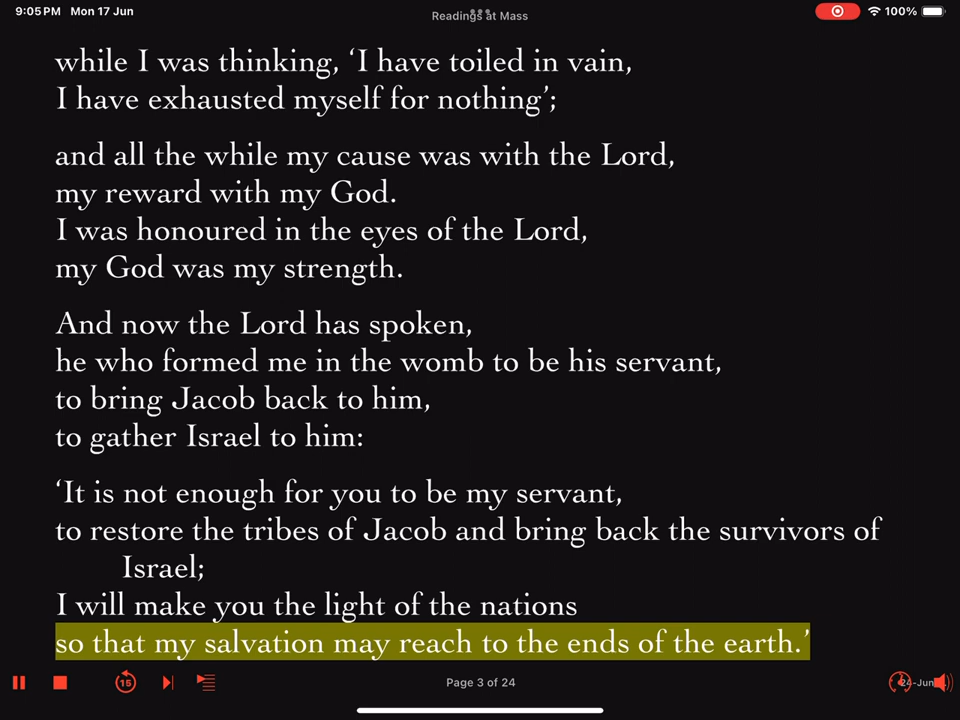 9:05 PM Mon 17 Jun
100%
Readings at Mass
while I was thinking, ‘I have toiled in vain,
I have exhausted myself for nothing’;
and all the while my cause was with the Lord,
my reward with my God.
I was honoured in the eyes of the Lord,
my God was my strength.
And now the Lord has spoken,
he who formed me in the womb to be his servant,
to bring Jacob back to him,
to gather Israel to him:
‘It is not enough for you to be my servant,
to restore the tribes of Jacob and bring back the survivors of
Israel;
I will make you the light of the nations
so that my salvation may reach to the ends of the earth.’
15
Page 3 of 24
24-Jun